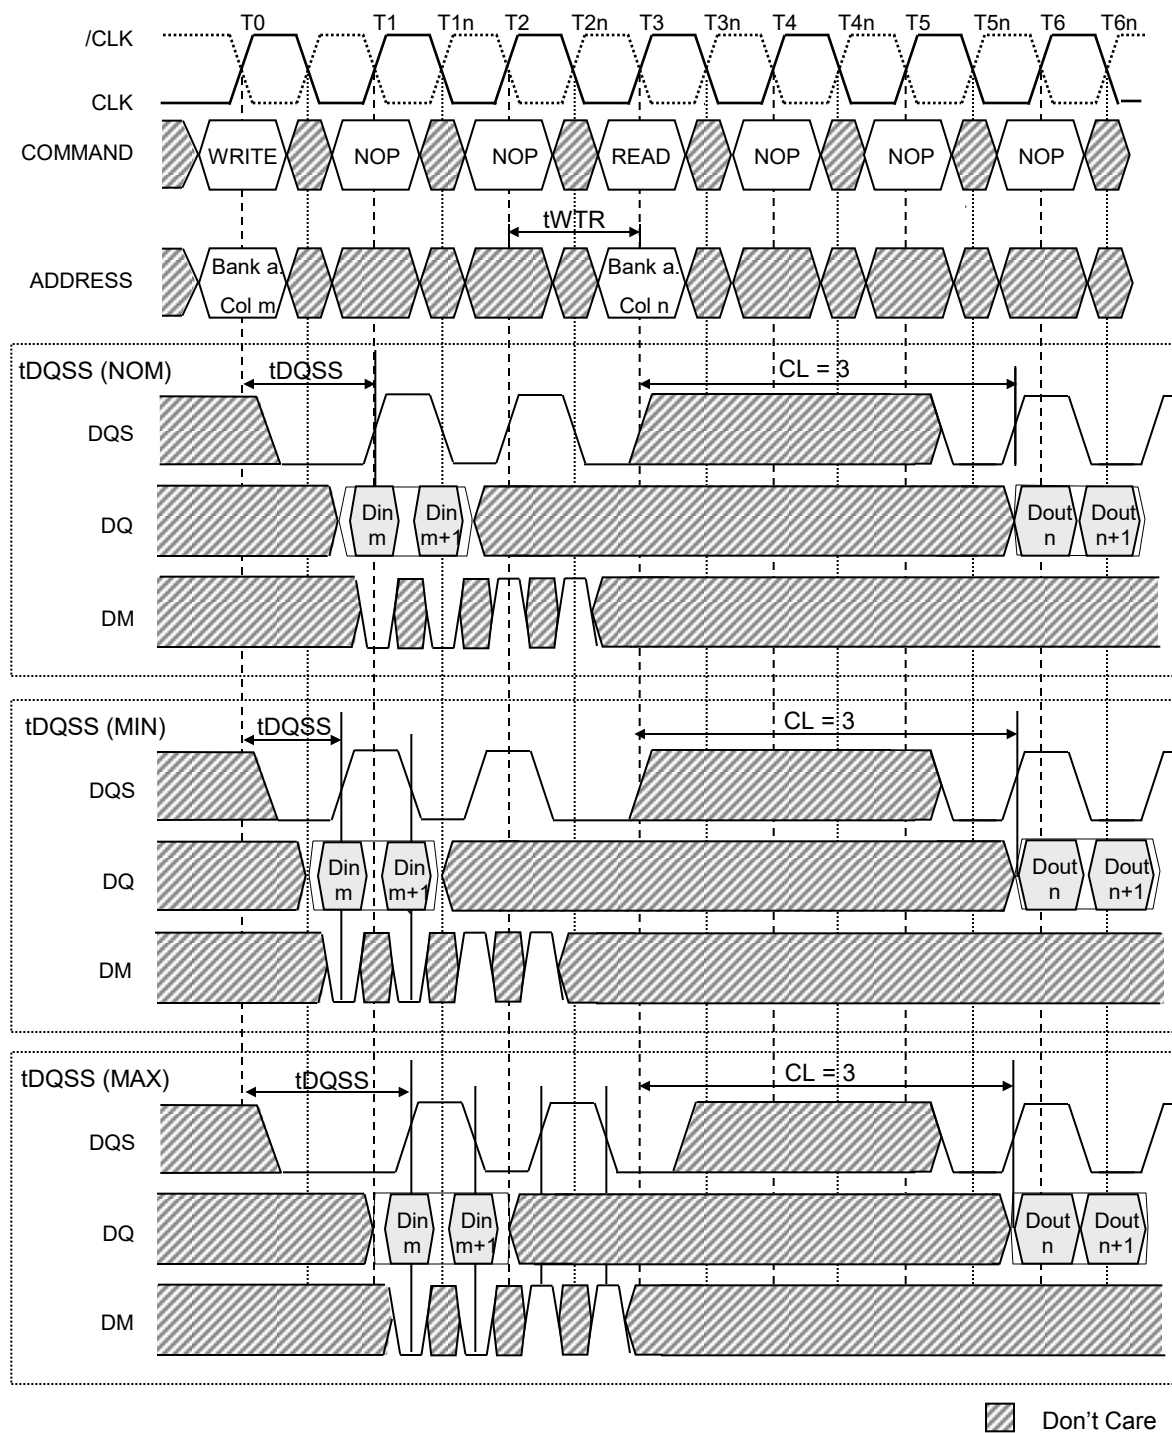 T0 T1 T1n T2 T2n T3 T3n T4 T4n T5 T5n T6 T6n
/CLK
CLK
COMMAND WRITE NOP NOP READ NOP NOP NOP
tWTR
ADDRESS Bank a. Col m Bank a. Col n
tDQSS (NOM) tDQSS CL = 3
DQS
DQ Din m Din m+1 Dout n Dout n+1
DM
tDQSS (MIN) tDQSS CL = 3
DQS
DQ Din m Din m+1 Dout n Dout n+1
DM
tDQSS (MAX) tDQSS CL = 3
DQS
DQ Din m Din m+1 Dout n Dout n+1
DM
Don't Care